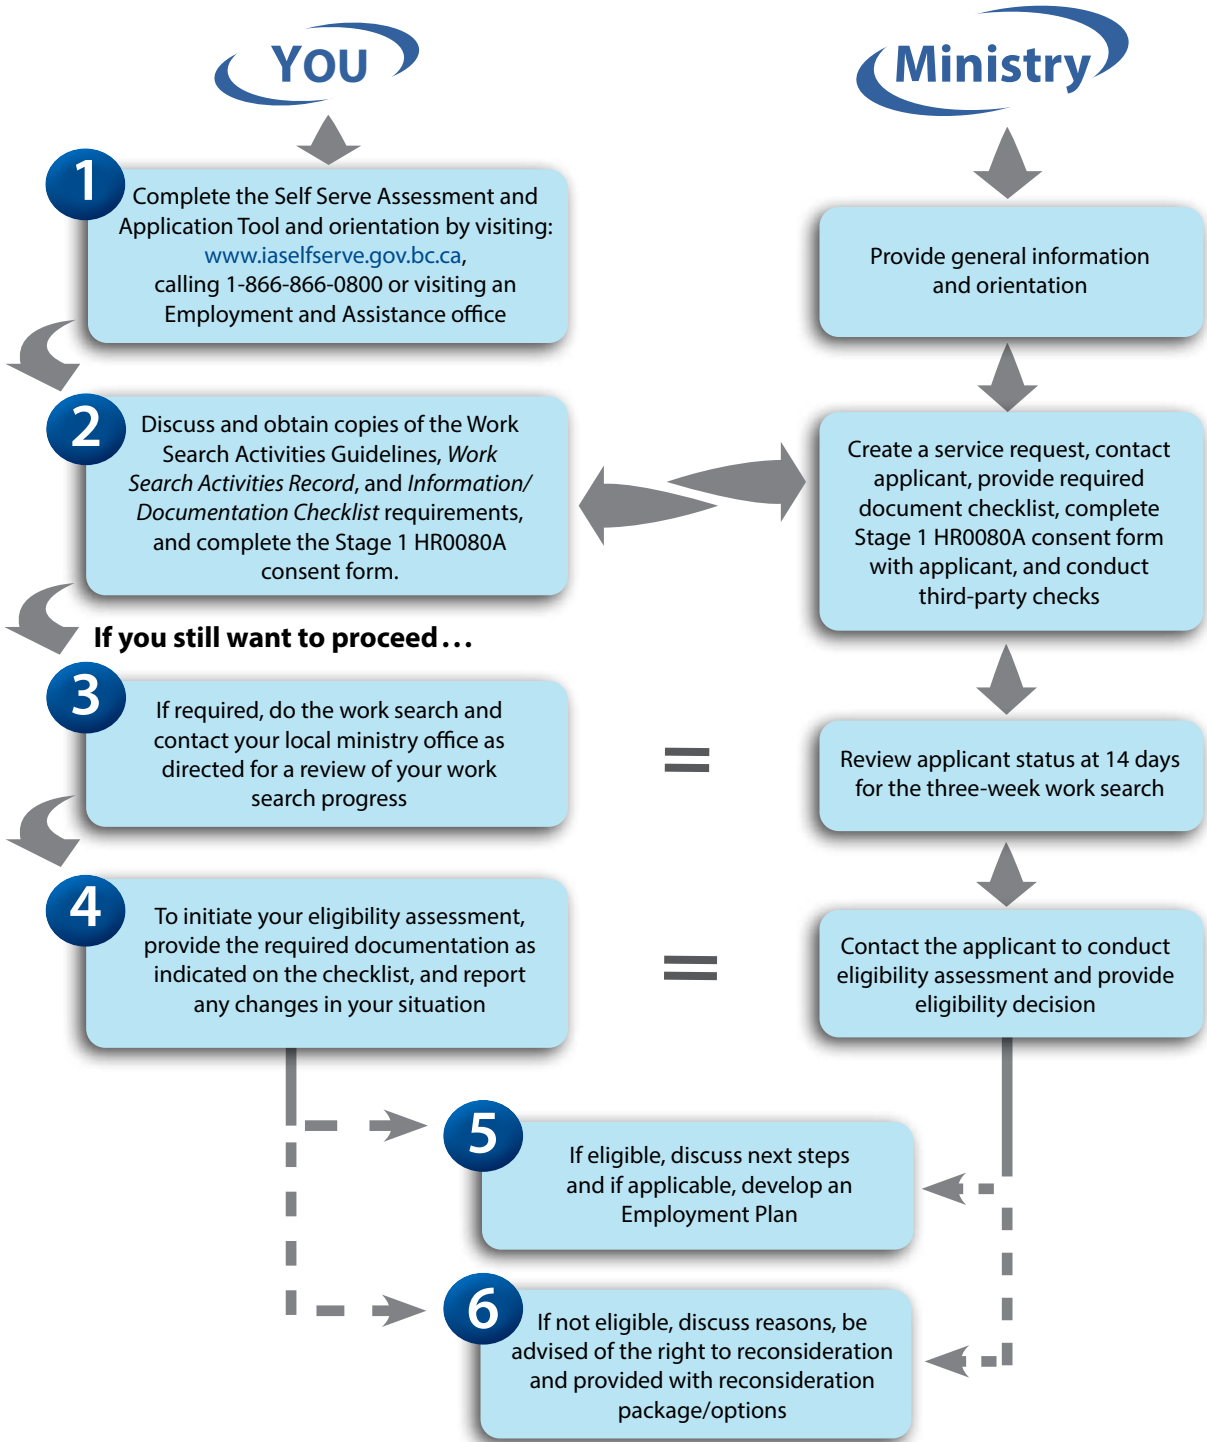 YOU
Ministry
1
Complete the Self Serve Assessment and
Application Tool and orientation by visiting:
www.iaselfserve.gov.bc.ca,
calling 1-866-866-0800 or visiting an
Employment and Assistance office
Provide general information
and orientation
2
Discuss and obtain copies of the Work
Search Activities Guidelines, Work
Search Activities Record, and Information/
Documentation Checklist requirements,
and complete the Stage 1 HR0080A
consent form.
Create a service request, contact
applicant, provide required
document checklist, complete
Stage 1 HR0080A consent form
with applicant, and conduct
third-party checks
If you still want to proceed...
3
If required, do the work search and
contact your local ministry office as
directed for a review of your work
search progress
=
Review applicant status at 14 days
for the three-week work search
4
To initiate your eligibility assessment,
provide the required documentation as
indicated on the checklist, and report
any changes in your situation
=
Contact the applicant to conduct
eligibility assessment and provide
eligibility decision
5
If eligible, discuss next steps
and if applicable, develop an
Employment Plan
6
If not eligible, discuss reasons, be
advised of the right to reconsideration
and provided with reconsideration
package/options